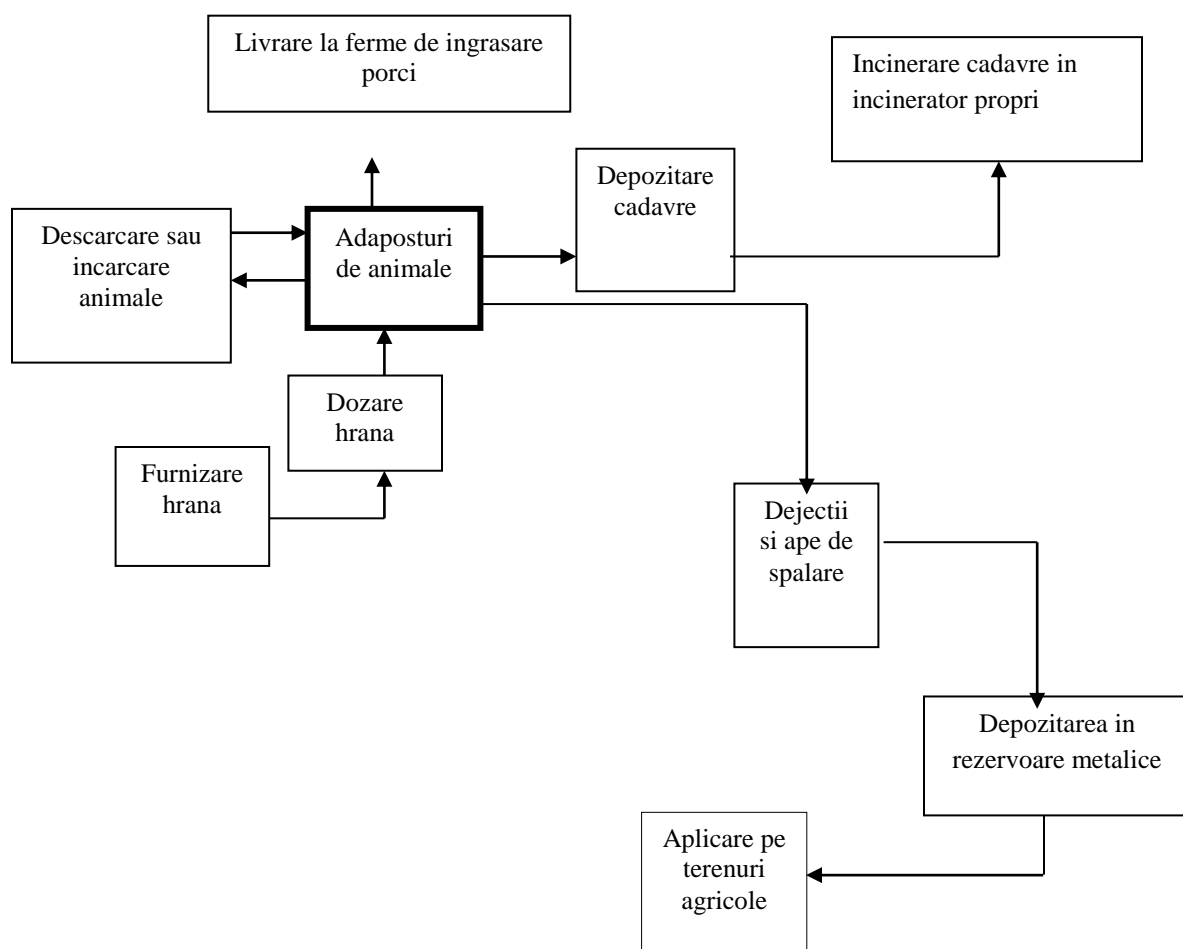 Livrare la ferme de ingrasare
porci
Incinerare cadavre in
incinerator propri
Depozitare
cadavre
Descarcare sau
incarcare
animale
Adaposturi
de animale
Dozare
hrana
Furnizare
hrana
Dejectii
si ape de
spalare
Depozitarea in
rezervoare metalice
Aplicare pe
terenuri
agricole